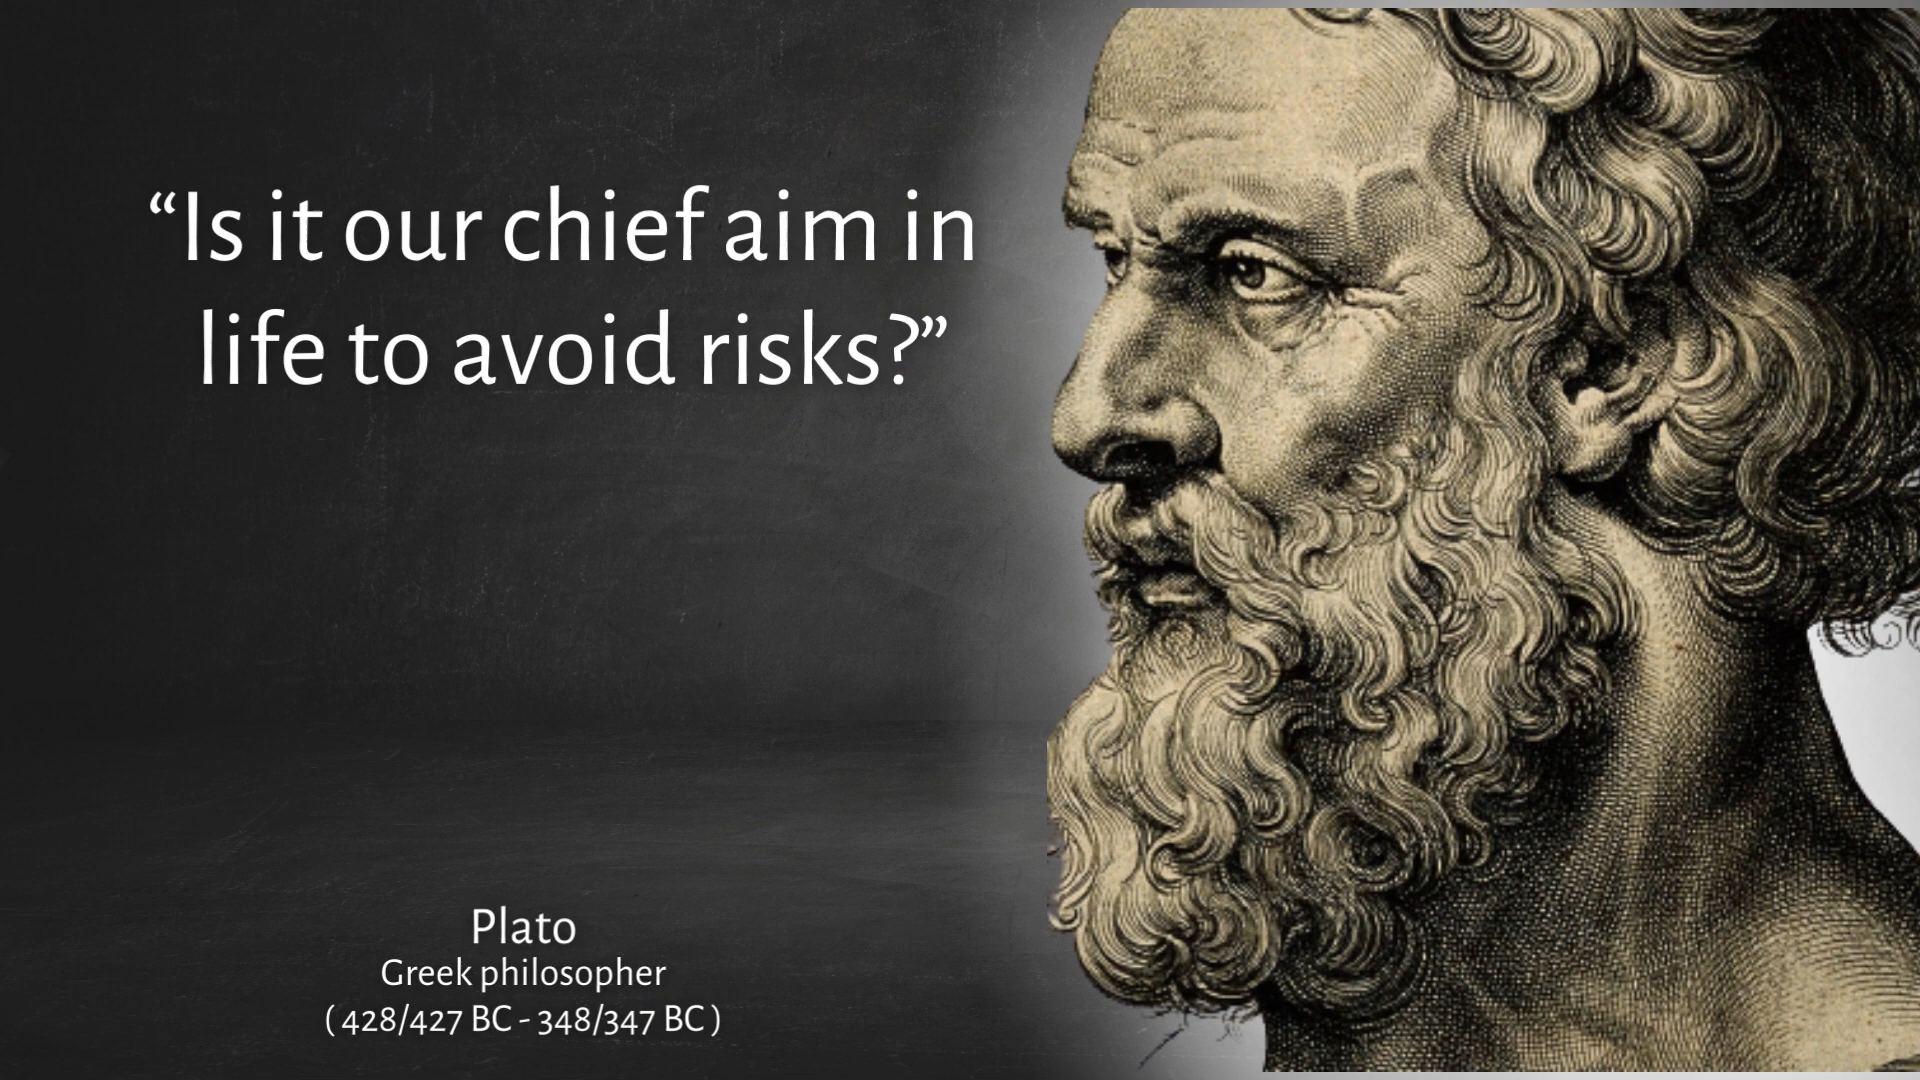 “Is it our chief aim in
life to avoid risks?”
Plato
Greek philosopher
( 428/427 BC - 348/347 BC )